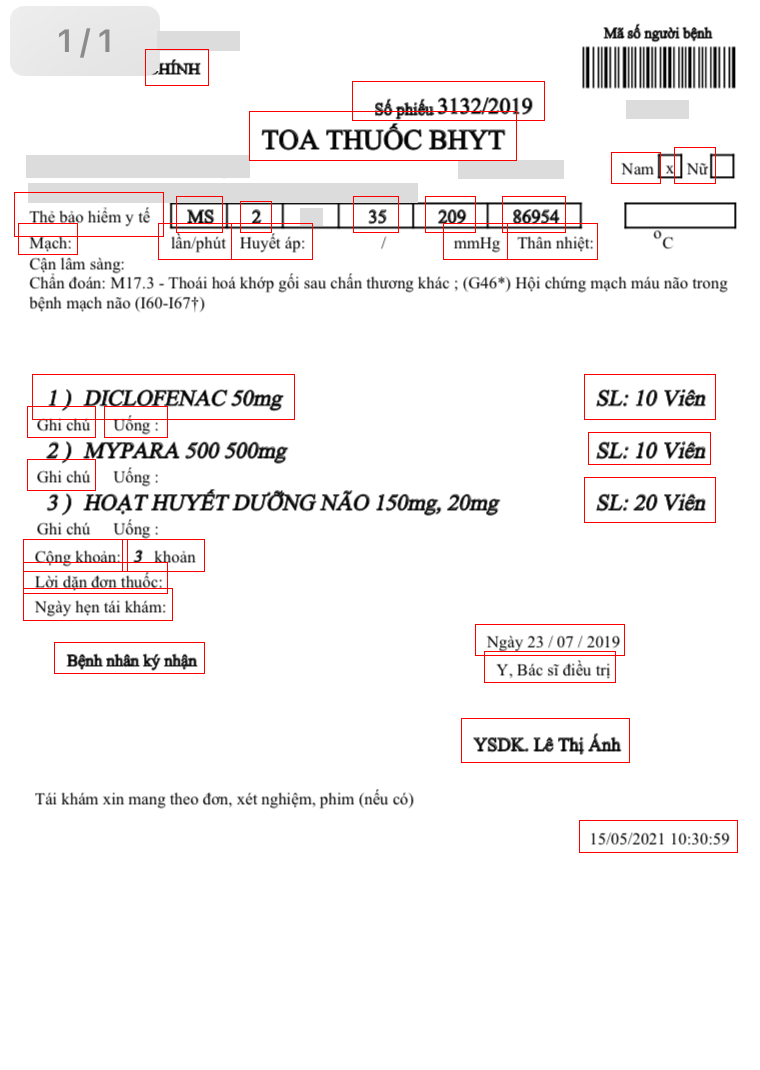 1/1
Mã số người bệnh
CHÍNH
Số phiếu 3132/2019
TOA THUỐC BHYT
Nam x Nữ
Thẻ bảo hiểm y tế MS 2 35 209 86954
Mạch: lần/phút Huyết áp: / mmHg Thân nhiệt: °C
Cận lâm sàng:
Chẩn đoán: M17.3 - Thoái hoá khớp gối sau chấn thương khác ; (G46*) Hội chứng mạch máu não trong
bệnh mạch não (I60-I67†)
1 ) DICLOFENAC 50mg SL: 10 Viên
Ghi chú Uống :
2 ) MYPARA 500 500mg SL: 10 Viên
Ghi chú Uống :
3 ) HOẠT HUYẾT DƯỠNG NÃO 150mg, 20mg SL: 20 Viên
Ghi chú Uống :
Cộng khoản: 3 khoản
Lời dặn đơn thuốc:
Ngày hẹn tái khám:
Ngày 23 / 07 / 2019
Bệnh nhân ký nhận
Y, Bác sĩ điều trị
YSDK. Lê Thị Ánh
Tái khám xin mang theo đơn, xét nghiệm, phim (nếu có)
15/05/2021 10:30:59